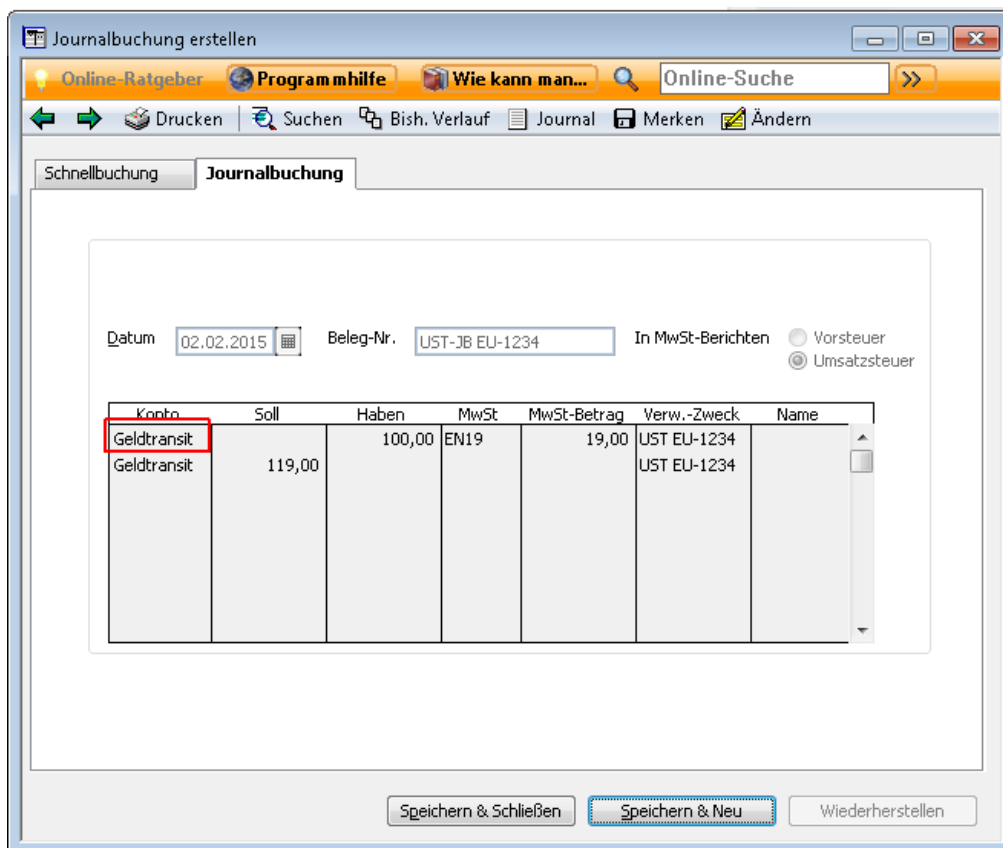 Journalbuchung erstellen
Online-Ratgeber Programmhilfe Wie kann man... Online-Suche
Drucken Suchen Bish. Verlauf Journal Merken Ändern
Schnellbuchung Journalbuchung
Datum 02.02.2015 Beleg-Nr. UST-JB EU-1234 In MwSt-Berichten Vorsteuer
Umsatzsteuer
Konto Soll Haben MwSt MwSt-Betrag Verw.-Zweck Name
Geldtransit 100,00 EN19 19,00 UST EU-1234
Geldtransit 119,00 UST EU-1234
Speichern & Schließen Speichern & Neu Wiederherstellen